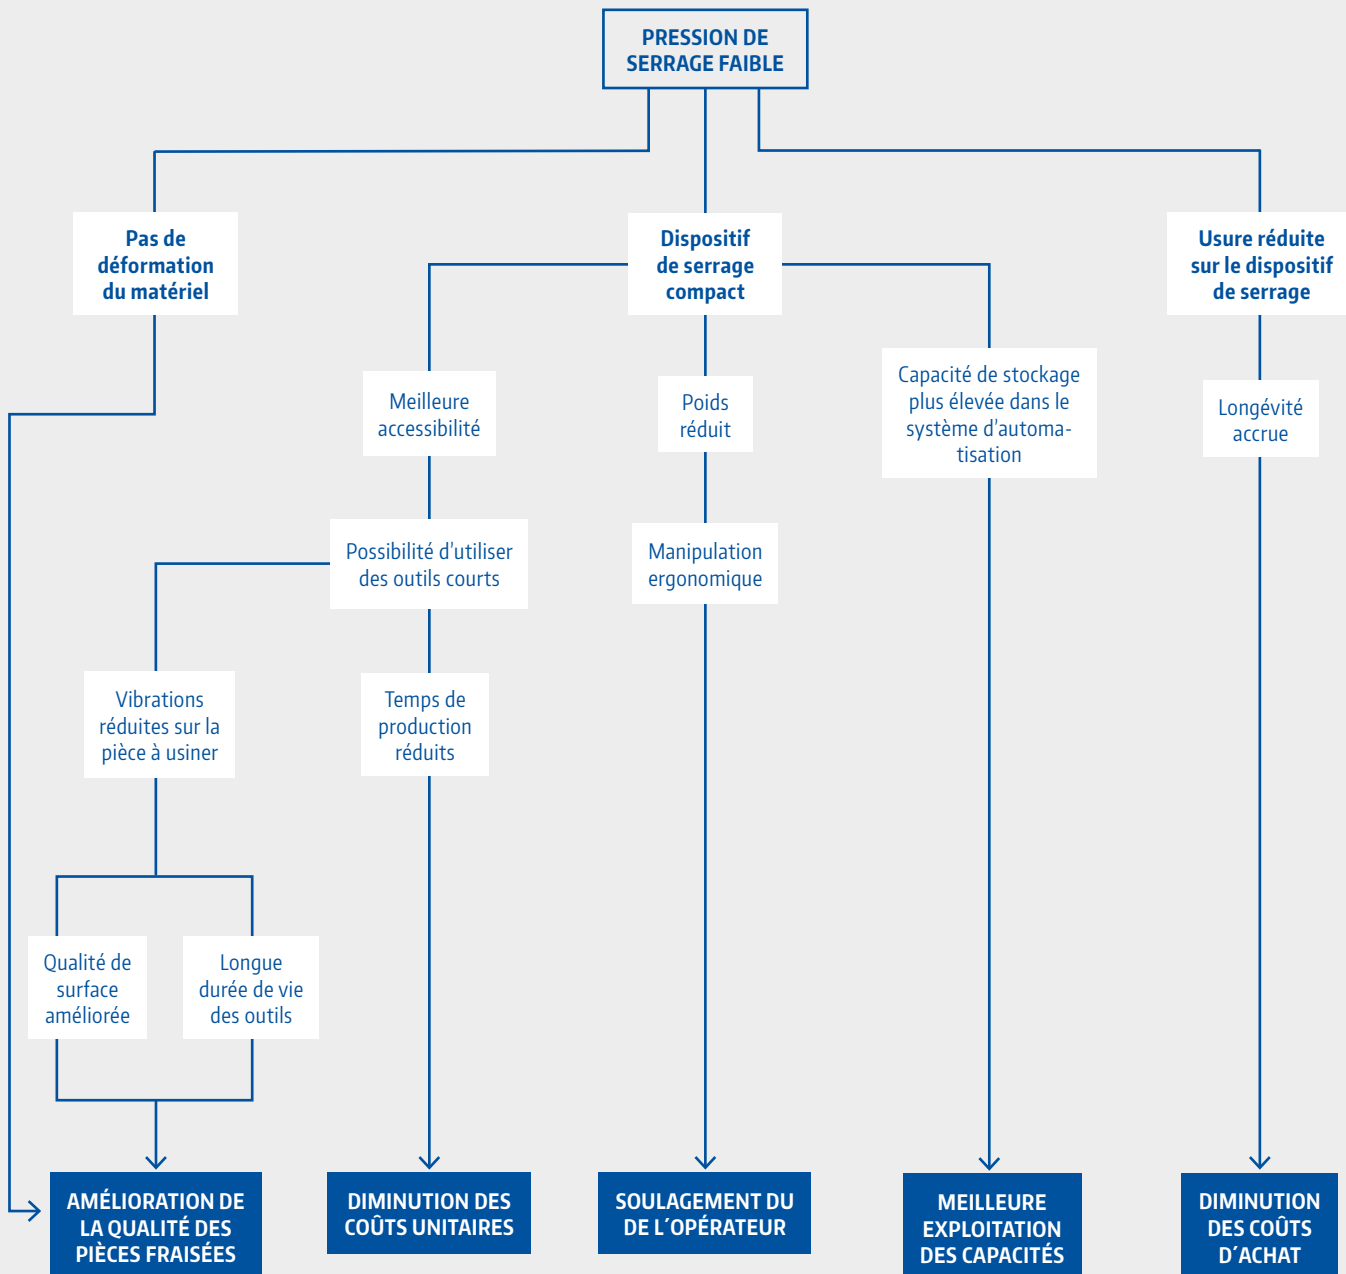 PRESSION DE
SERRAGE FAIBLE
Pas de
déformation
du matériel
Dispositif
de serrage
compact
Usure réduite
sur le dispositif
de serrage
Meilleure
accessibilité
Poids
réduit
Capacité de stockage
plus élevée dans le
système d'automa-
tisation
Longévité
accrue
Possibilité d'utiliser
des outils courts
Manipulation
ergonomique
Vibrations
réduites sur la
pièce à usiner
Temps de
production
réduits
Qualité de
surface
améliorée
Longue
durée de vie
des outils
AMÉLIORATION DE
LA QUALITÉ DES
PIÈCES FRAISÉES
DIMINUTION DES
COÛTS UNITAIRES
SOULAGEMENT DU
DE L´OPÉRATEUR
MEILLEURE
EXPLOITATION
DES CAPACITÉS
DIMINUTION
DES COÛTS
D´ACHAT